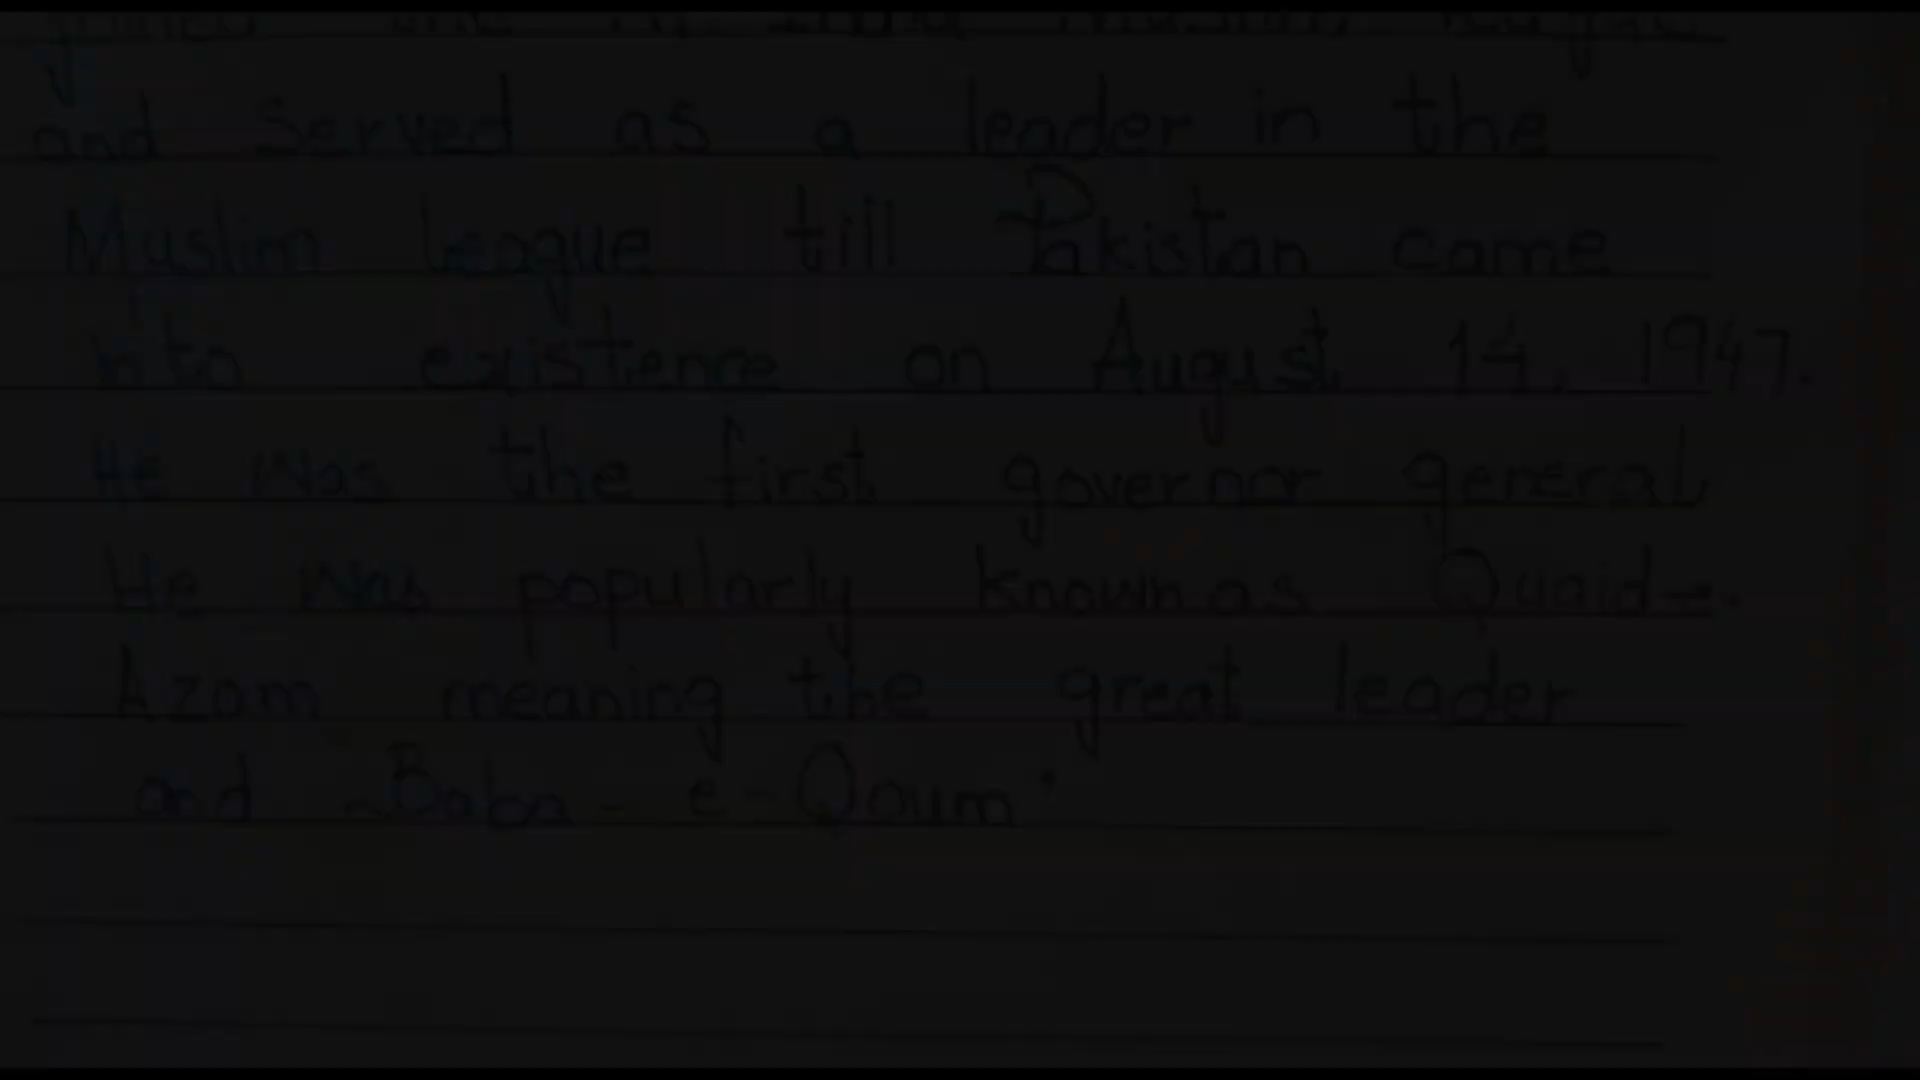 and Served as a leader in the
Muslim league till Pakistan came
into existence on August 14, 1947.
He was the first governor general
He was popularly known as Quaid-e-
Azam meaning the great leader
and Baba-e-Qaum